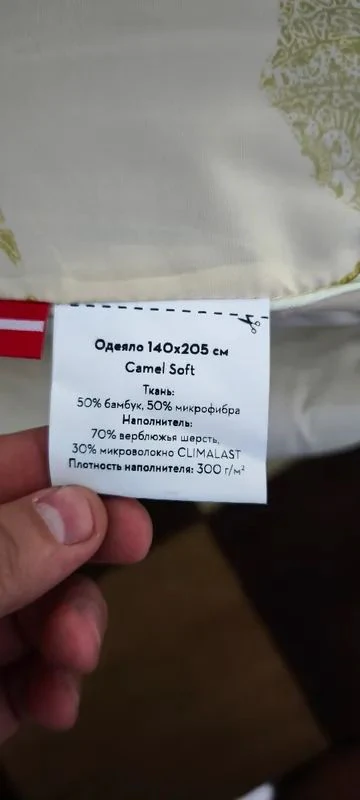 Одеяло 140х205 см
Camel Soft
Ткань:
50% бамбук, 50% микрофибра
Наполнитель:
70% верблюжья шерсть,
30% микроволокно CLIMALAST
Плотность наполнителя: 300 г/м²